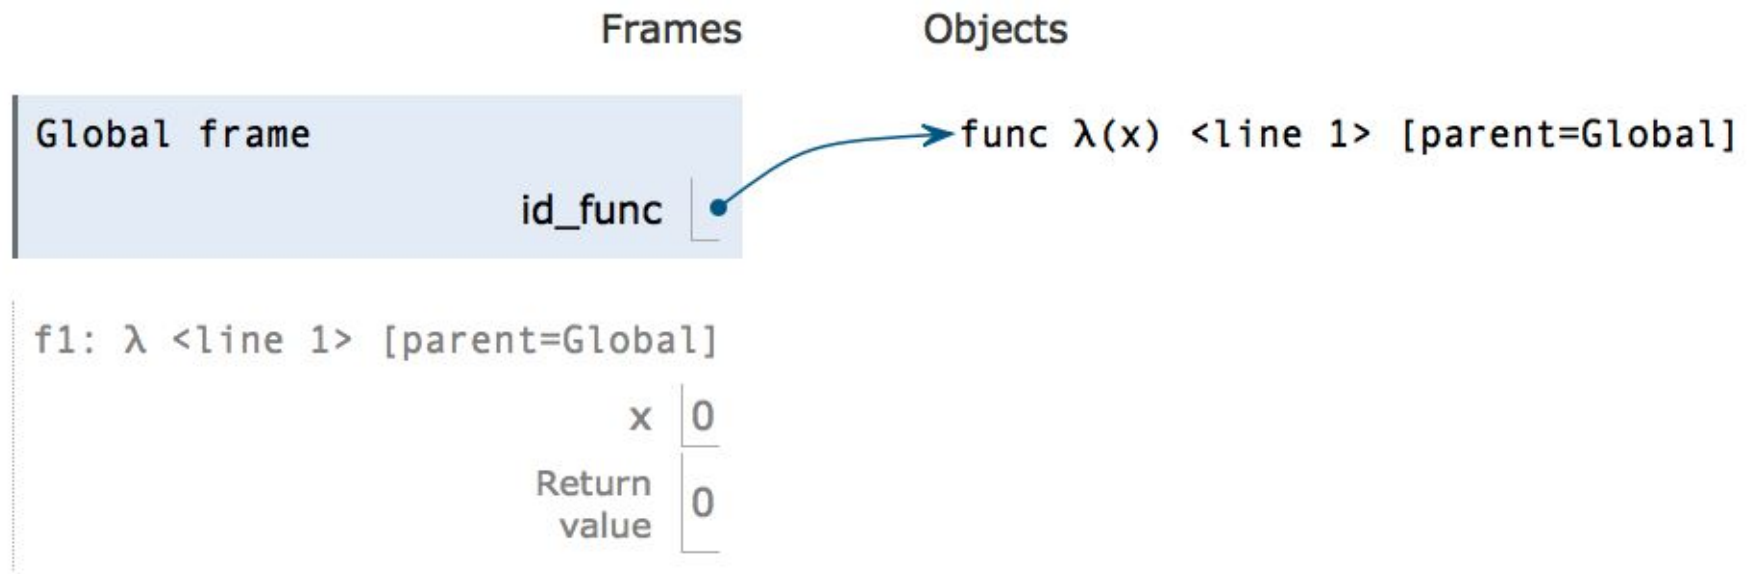 Frames Objects
Global frame
func λ(x) <line 1> [parent=Global]
id_func
f1: λ <line 1> [parent=Global]
x 0
Return
value 0